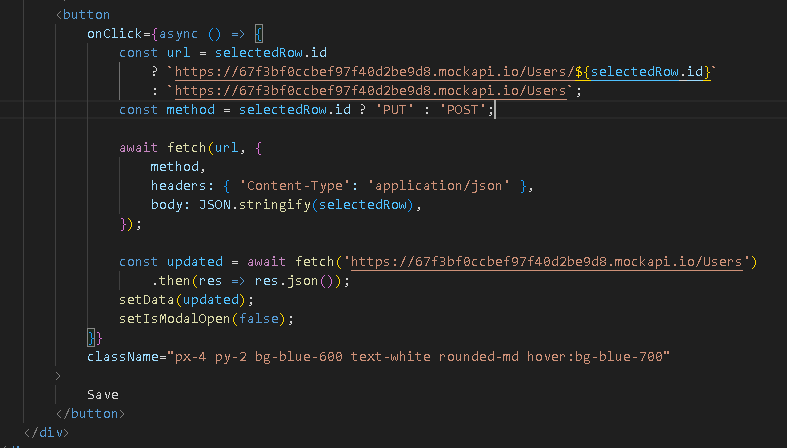 <button
onClick={async () => {
const url = selectedRow.id
? `https://67f3bf0ccbef97f40d2be9d8.mockapi.io/Users/${selectedRow.id}`
: `https://67f3bf0ccbef97f40d2be9d8.mockapi.io/Users`;
const method = selectedRow.id ? 'PUT' : 'POST';
await fetch(url, {
method,
headers: { 'Content-Type': 'application/json' },
body: JSON.stringify(selectedRow),
});
const updated = await fetch('https://67f3bf0ccbef97f40d2be9d8.mockapi.io/Users')
.then(res => res.json());
setData(updated);
setIsModalOpen(false);
}}
className="px-4 py-2 bg-blue-600 text-white rounded-md hover:bg-blue-700"
>
Save
</button>
</div>